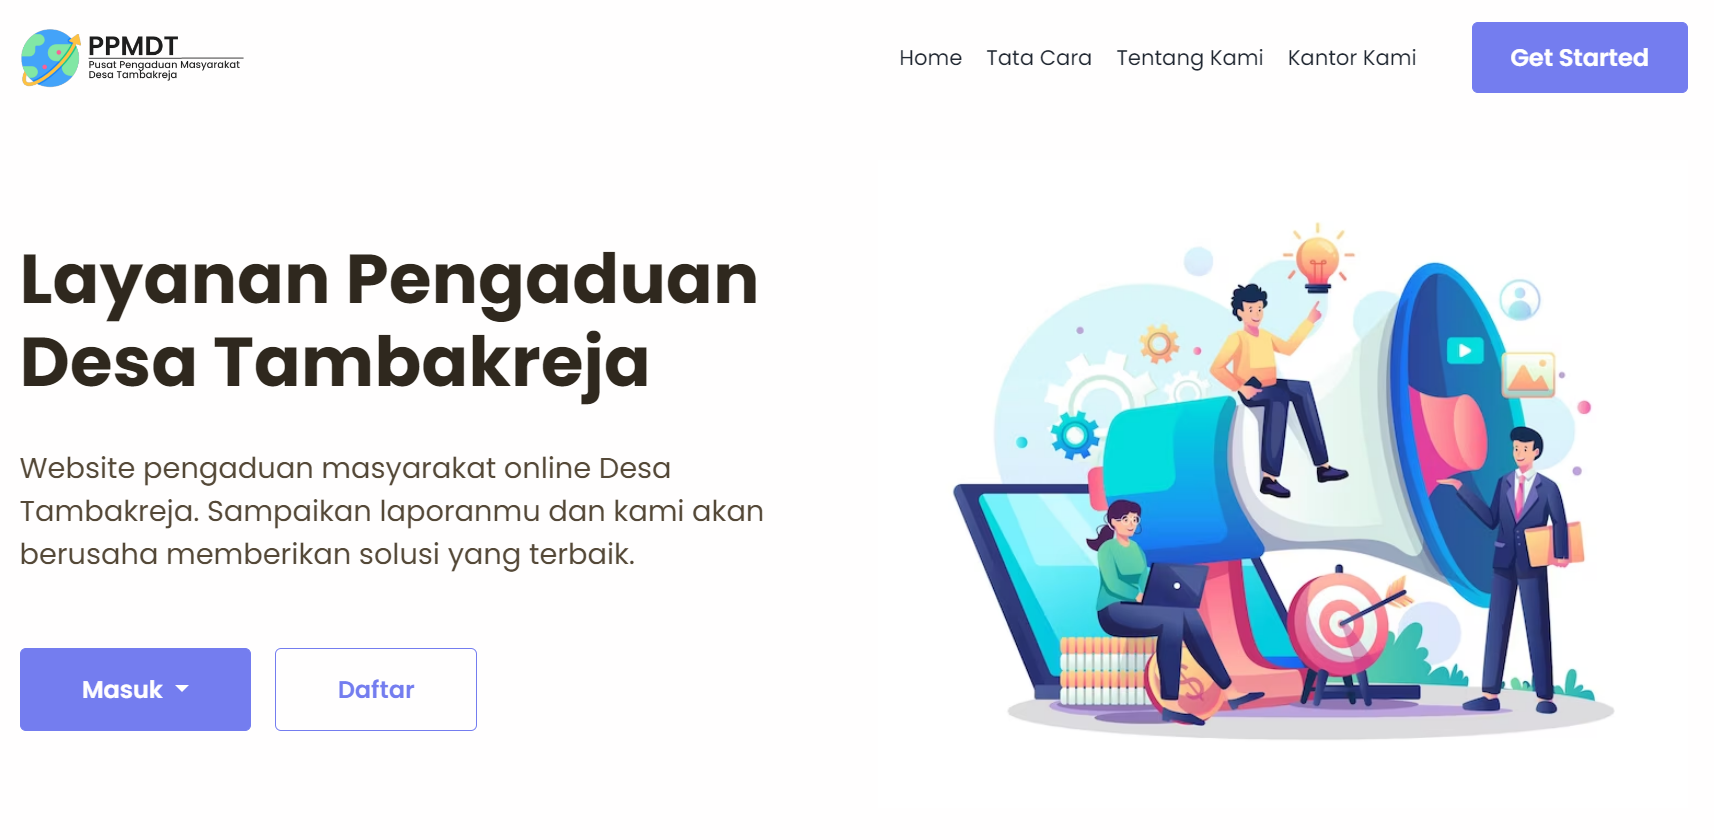 PPMDT
Pusat Pengaduan Masyarakat
Desa Tambakreja
Home
Tata Cara
Tentang Kami
Kantor Kami
Get Started
Layanan Pengaduan
Desa Tambakreja
Website pengaduan masyarakat online Desa
Tambakreja. Sampaikan laporanmu dan kami akan
berusaha memberikan solusi yang terbaik.
Masuk
Daftar
$